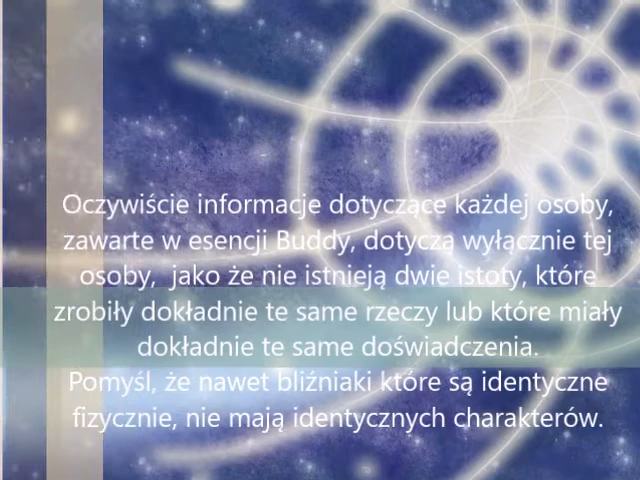 Oczywiście informacje dotyczące każdej osoby,
zawarte w esencji Buddy, dotyczą wyłącznie tej
osoby, jako że nie istnieją dwie istoty, które
zrobiły dokładnie te same rzeczy lub które miały
dokładnie te same doświadczenia.
Pomyśl, że nawet bliźniaki które są identyczne
fizycznie, nie mają identycznych charakterów.